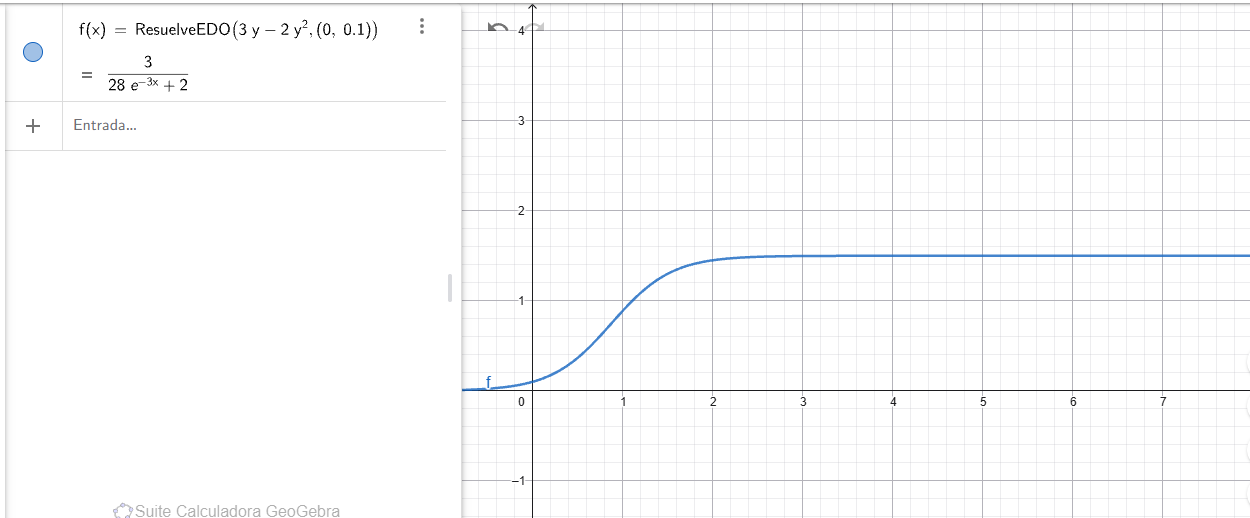 f(x) = ResuelveEDO(3 y − 2 y², (0, 0.1))
= 3 / (28 e⁻³ˣ + 2)
+ Entrada...
Suite Calculadora GeoGebra
4
3
2
1
f
0 1 2 3 4 5 6 7
−1